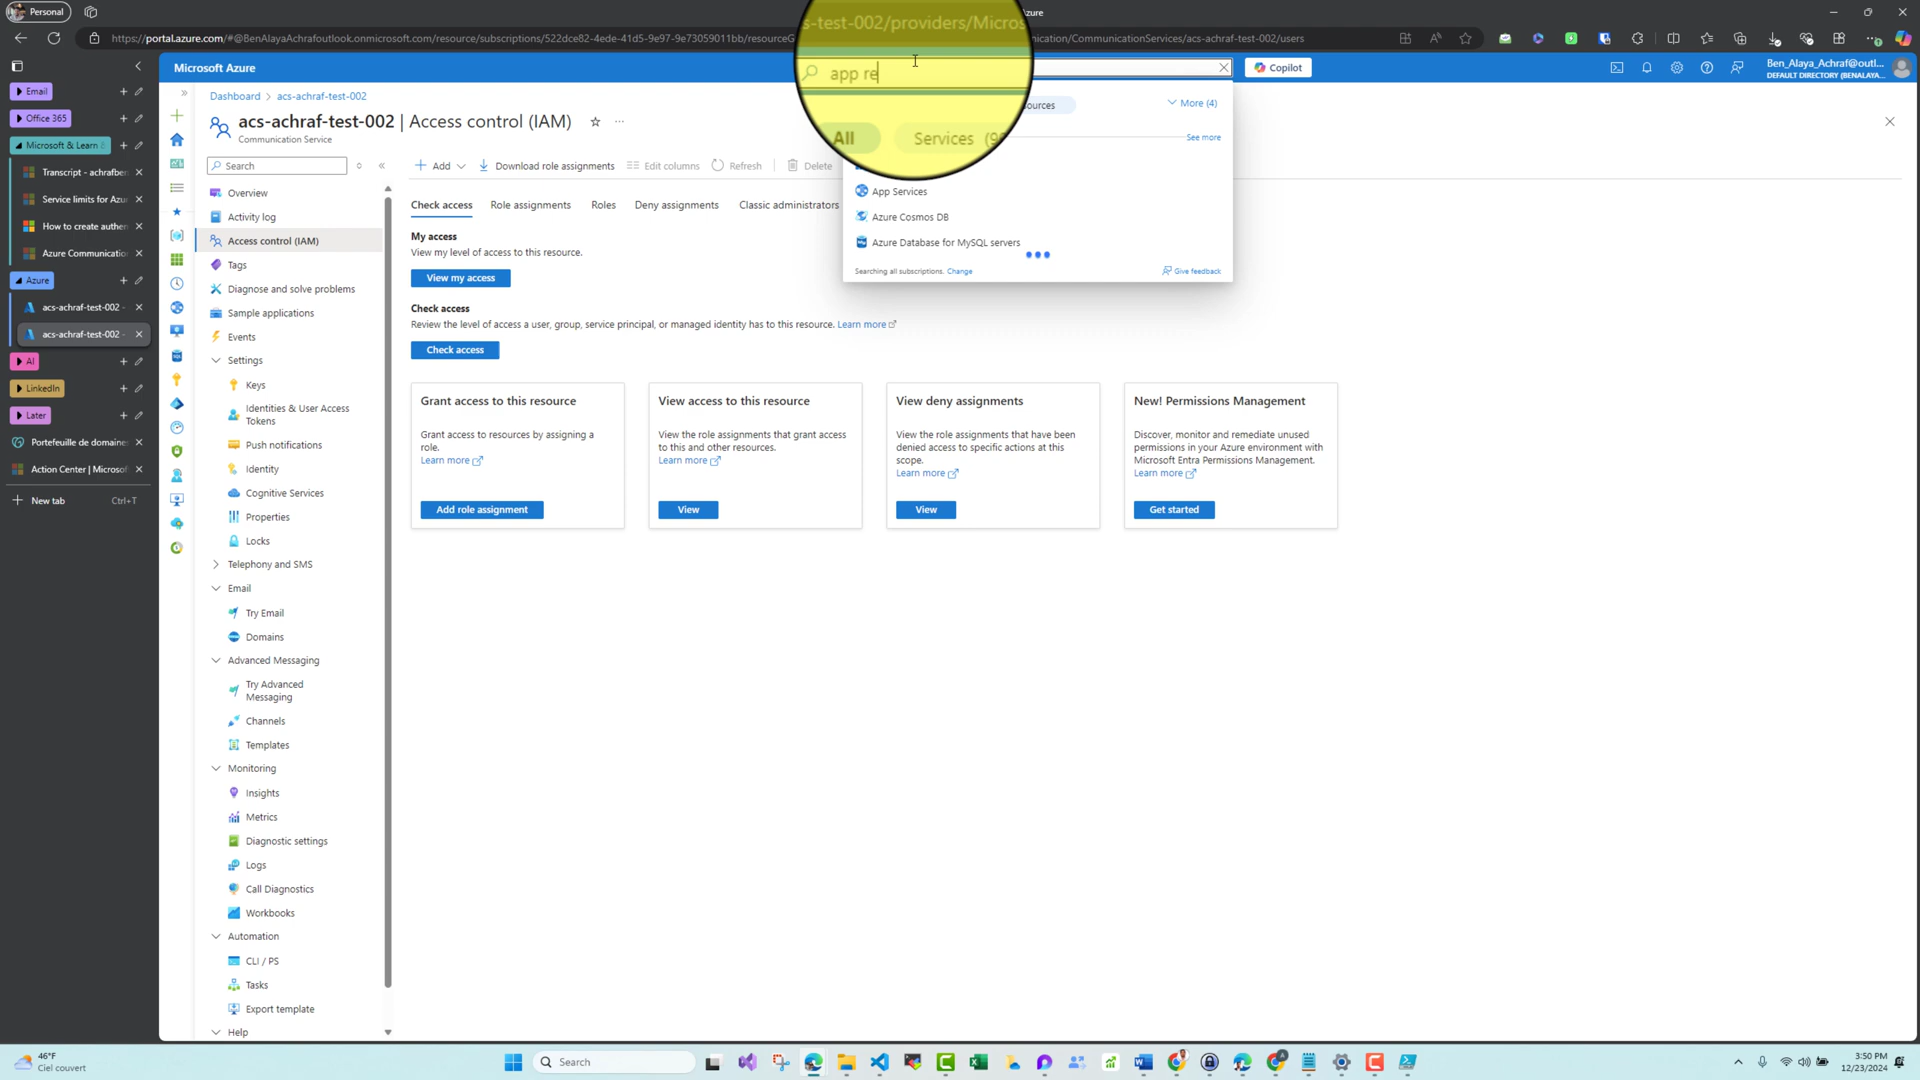 Personal
zure
https://portal.azure.com/#@BenAlayaAchrafoutlook.onmicrosoft.com/resource/subscriptions/522dce82-4ede-41d5-9e97-9e73059011bb/resourceG
s-test-002/providers/Micros
ication/CommunicationServices/acs-achraf-test-002/users
Microsoft Azure
app re
Copilot
Ben_Alaya_Achraf@outl...
DEFAULT DIRECTORY (BENALAYA...
Email
Office 365
Microsoft & Learn
Transcript - achrafben
Service limits for Azu
How to create authen
Azure Communicatio
Azure
acs-achraf-test-002 -
acs-achraf-test-002 -
AI
LinkedIn
Later
Portefeuille de domaine
Action Center | Microsof
New tab Ctrl+T
Dashboard > acs-achraf-test-002
acs-achraf-test-002 | Access control (IAM)
Communication Service
Search
Overview
Activity log
Access control (IAM)
Tags
Diagnose and solve problems
Sample applications
Events
Settings
Keys
Identities & User Access
Tokens
Push notifications
Identity
Cognitive Services
Properties
Locks
Telephony and SMS
Email
Try Email
Domains
Advanced Messaging
Try Advanced
Messaging
Channels
Templates
Monitoring
Insights
Metrics
Diagnostic settings
Logs
Call Diagnostics
Workbooks
Automation
CLI / PS
Tasks
Export template
Help
Add
Download role assignments
Edit columns
Refresh
Delete
Check access
Role assignments
Roles
Deny assignments
Classic administrators
My access
View my level of access to this resource.
View my access
Check access
Review the level of access a user, group, service principal, or managed identity has to this resource. Learn more
Check access
All
Services (9
ources
More (4)
See more
App Services
Azure Cosmos DB
Azure Database for MySQL servers
Searching all subscriptions. Change
Give feedback
Grant access to this resource
Grant access to resources by assigning a
role.
Learn more
Add role assignment
View access to this resource
View the role assignments that grant access
to this and other resources.
Learn more
View
View deny assignments
View the role assignments that have been
denied access to specific actions at this
scope.
Learn more
View
New! Permissions Management
Discover, monitor and remediate unused
permissions in your Azure environment with
Microsoft Entra Permissions Management.
Learn more
Get started
46°F
Ciel couvert
Search
3:50 PM
12/23/2024